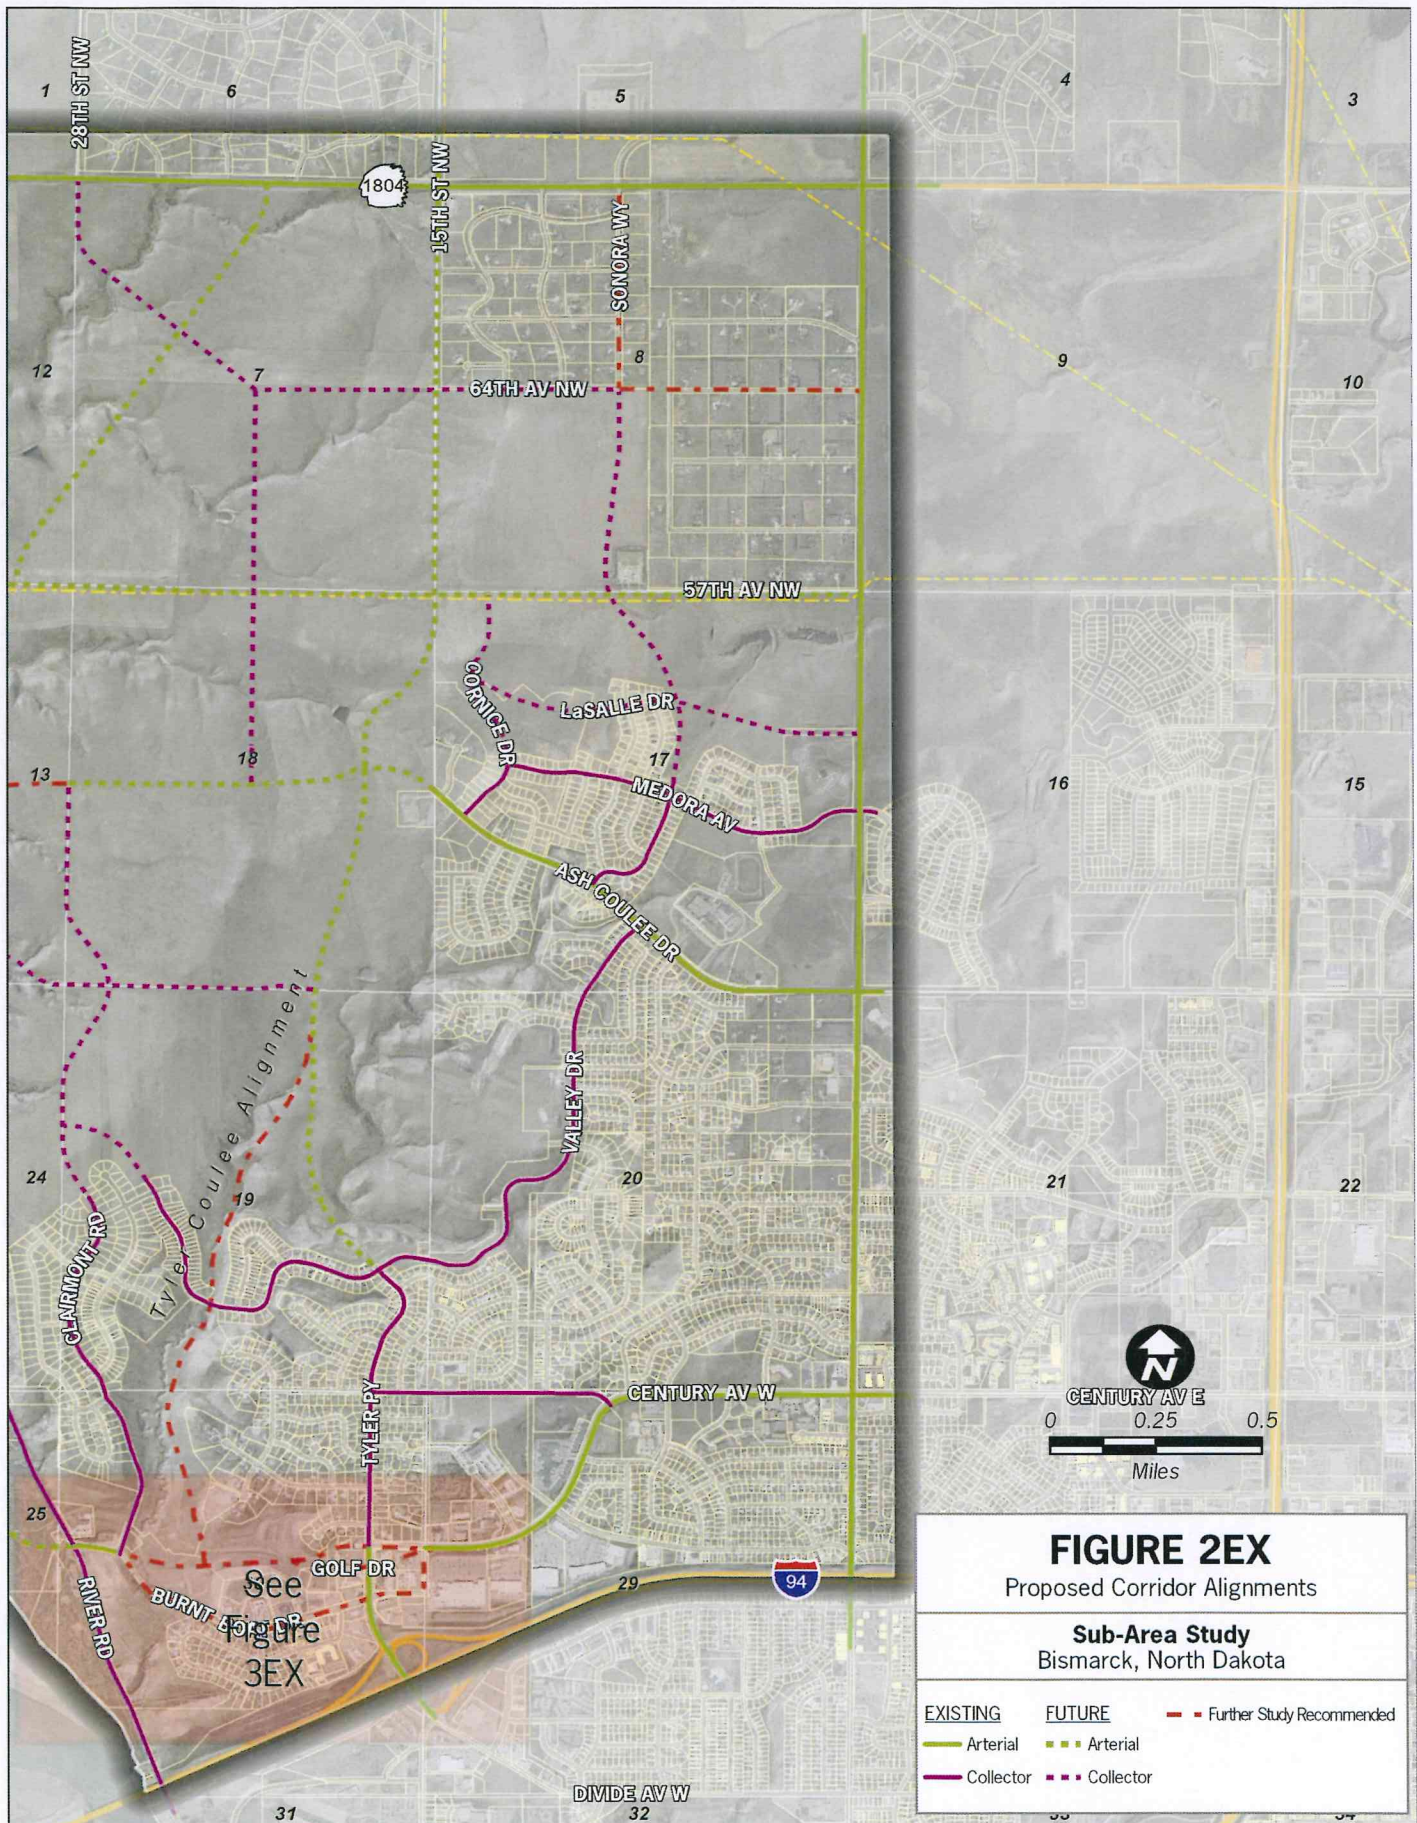 1
28TH ST NW
6
5
4
3
1804
15TH ST NW
SONORA WY
12
7
64TH AV NW
8
9
10
57TH AV NW
CORNICE DR
LaSALLE DR
13
18
17
MEDORA AV
16
15
ASH COULEE DR
Tyler Coulee Alignment
VALLEY DR
24
19
20
21
22
CLAIRMONT RD
N
CENTURY AV W
CENTURY AV E
0 0.25 0.5
Miles
TYLER PY
25
GOLF DR
See
Figure
3EX
BURNT BOAT DR
RIVER RD
29
94
FIGURE 2EX
Proposed Corridor Alignments
Sub-Area Study
Bismarck, North Dakota
EXISTING FUTURE Further Study Recommended
Arterial Arterial
Collector Collector
DIVIDE AV W
31
32